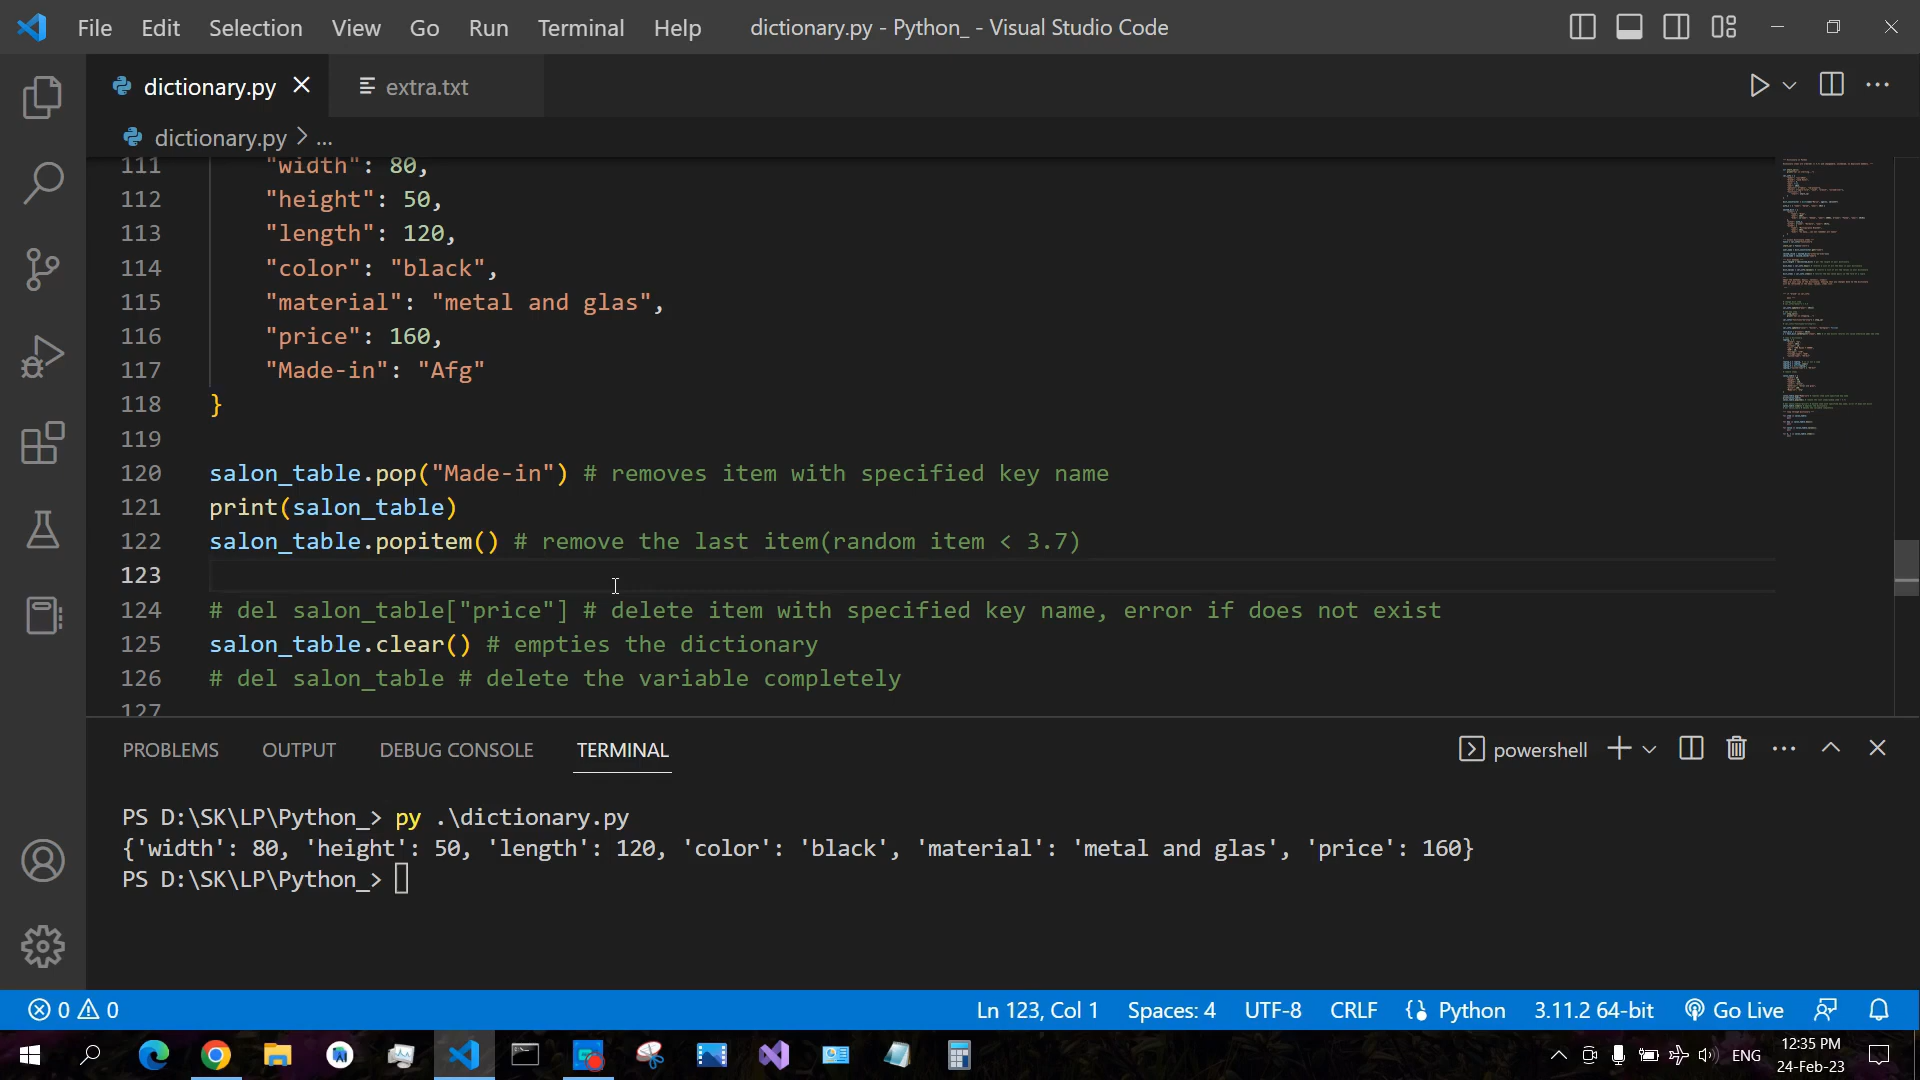 File Edit Selection View Go Run Terminal Help dictionary.py - Python_ - Visual Studio Code
dictionary.py extra.txt
dictionary.py > ...
111 "width": 80,
112 "height": 50,
113 "length": 120,
114 "color": "black",
115 "material": "metal and glas",
116 "price": 160,
117 "Made-in": "Afg"
118 }
119
120 salon_table.pop("Made-in") # removes item with specified key name
121 print(salon_table)
122 salon_table.popitem() # remove the last item(random item < 3.7)
123
124 # del salon_table["price"] # delete item with specified key name, error if does not exist
125 salon_table.clear() # empties the dictionary
126 # del salon_table # delete the variable completely
127
PROBLEMS OUTPUT DEBUG CONSOLE TERMINAL powershell
PS D:\SK\LP\Python_> py .\dictionary.py
{'width': 80, 'height': 50, 'length': 120, 'color': 'black', 'material': 'metal and glas', 'price': 160}
PS D:\SK\LP\Python_>
0 0 Ln 123, Col 1 Spaces: 4 UTF-8 CRLF Python 3.11.2 64-bit Go Live
ENG 12:35 PM
24-Feb-23